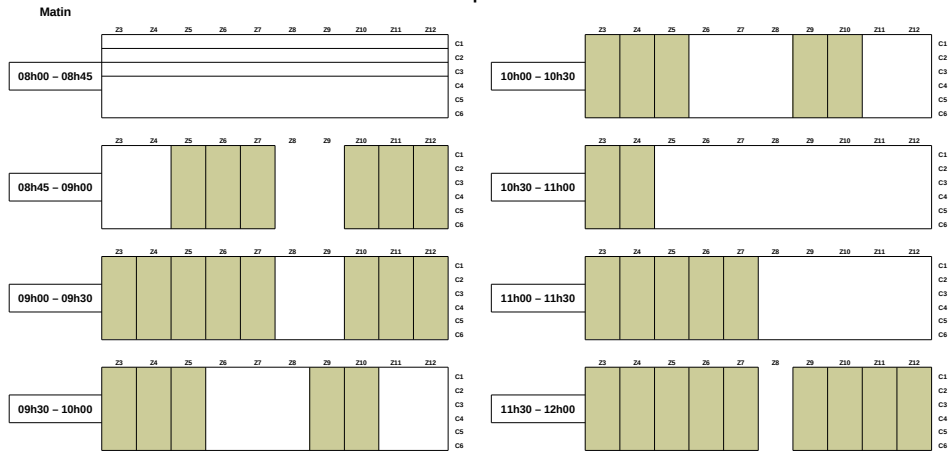 Matin
Z3 Z4 Z5 Z6 Z7 Z8 Z9 Z10 Z11 Z12
08h00 – 08h45
C1
C2
C3
C4
C5
C6
Z3 Z4 Z5 Z6 Z7 Z8 Z9 Z10 Z11 Z12
08h45 – 09h00
C1
C2
C3
C4
C5
C6
Z3 Z4 Z5 Z6 Z7 Z8 Z9 Z10 Z11 Z12
09h00 – 09h30
C1
C2
C3
C4
C5
C6
Z3 Z4 Z5 Z6 Z7 Z8 Z9 Z10 Z11 Z12
09h30 – 10h00
C1
C2
C3
C4
C5
C6
Z3 Z4 Z5 Z6 Z7 Z8 Z9 Z10 Z11 Z12
10h00 – 10h30
C1
C2
C3
C4
C5
C6
Z3 Z4 Z5 Z6 Z7 Z8 Z9 Z10 Z11 Z12
10h30 – 11h00
C1
C2
C3
C4
C5
C6
Z3 Z4 Z5 Z6 Z7 Z8 Z9 Z10 Z11 Z12
11h00 – 11h30
C1
C2
C3
C4
C5
C6
Z3 Z4 Z5 Z6 Z7 Z8 Z9 Z10 Z11 Z12
11h30 – 12h00
C1
C2
C3
C4
C5
C6